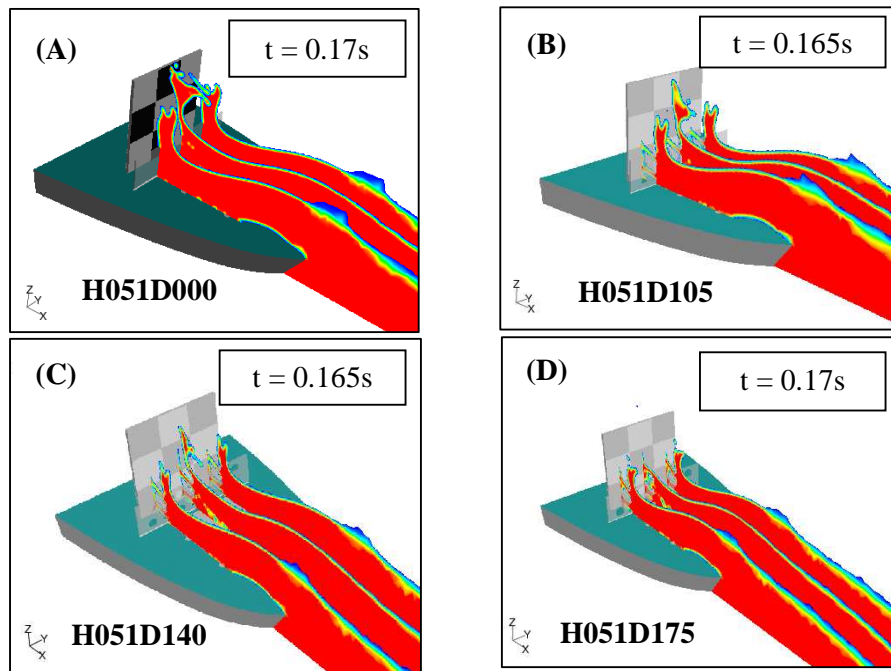 (A)
t = 0.17s
H051D000
Z
Y
X
(B)
t = 0.165s
H051D105
Z
Y
X
(C)
t = 0.165s
H051D140
Z
Y
X
(D)
t = 0.17s
H051D175
Z
Y
X